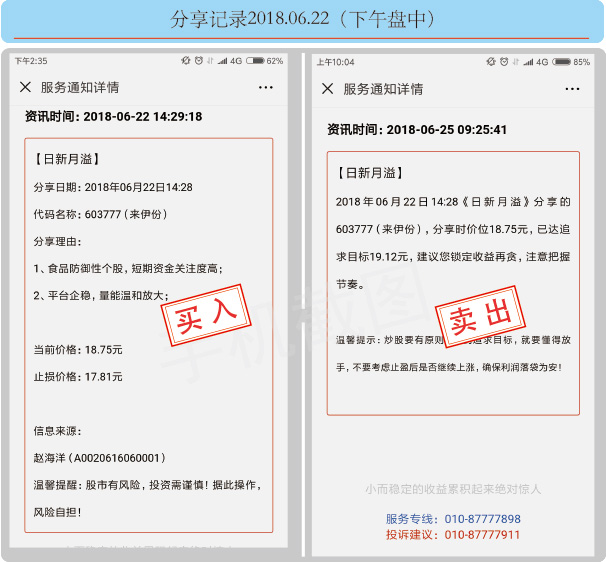 分享记录2018.06.22（下午盘中）
下午2:35
4G
62%
服务通知详情
资讯时间：2018-06-22 14:29:18
【日新月溢】
分享日期：2018年06月22日14:28
代码名称：603777（来伊份）
分享理由：
1、食品防御性个股，短期资金关注度高；
2、平台企稳，量能温和放大；
买入
当前价格：18.75元
止损价格：17.81元
信息来源：
赵海洋（A0020616060001）
温馨提醒：股市有风险，投资需谨慎！据此操作，
风险自担！
上午10:04
4G
85%
服务通知详情
资讯时间：2018-06-25 09:25:41
【日新月溢】
2018年06月22日14:28《日新月溢》分享的
603777（来伊份），分享时价位18.75元，已达追
求目标19.12元，建议您锁定收益再贪，注意把握
节奏。
卖出
温馨提示：炒股要有原则 追求目标，就要懂得放
手，不要考虑止盈后是否继续上涨，确保利润落袋为安！
小而稳定的收益累积起来绝对惊人
服务专线：010-87777898
投诉建议：010-87777911
手机截图